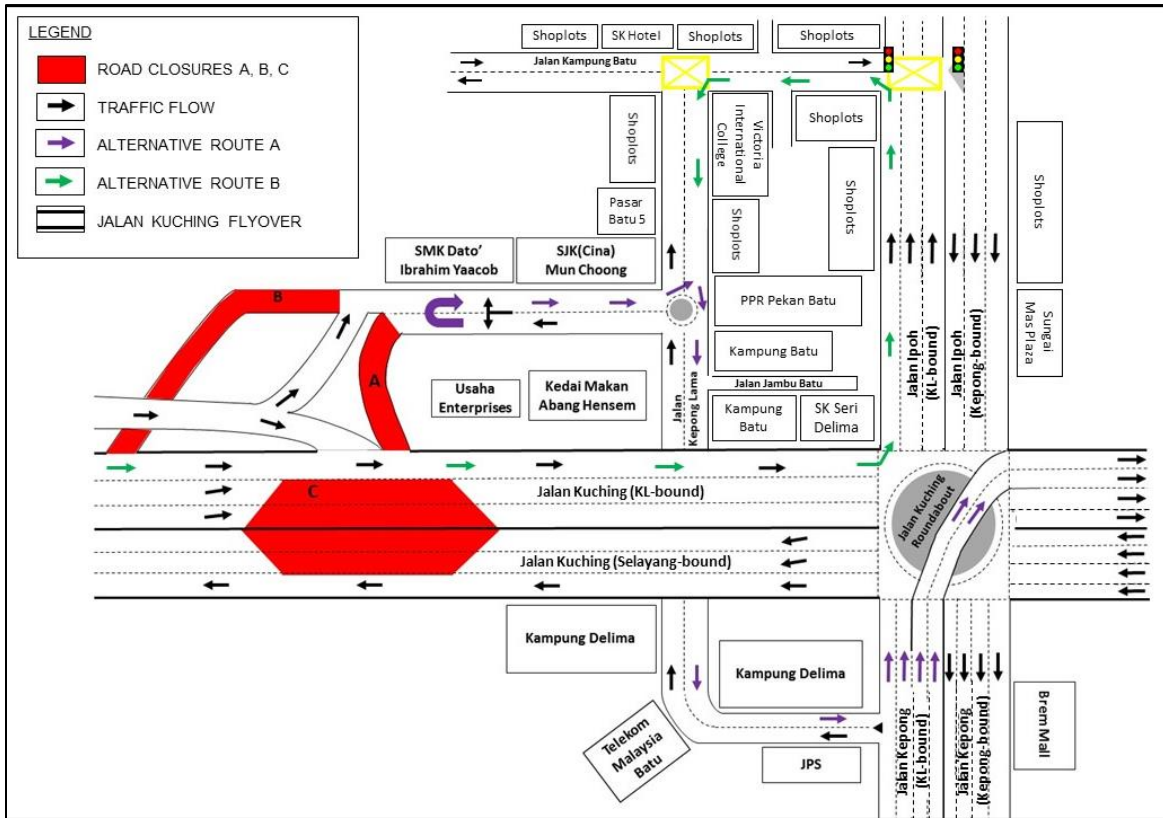 LEGEND
ROAD CLOSURES A, B, C
TRAFFIC FLOW
ALTERNATIVE ROUTE A
ALTERNATIVE ROUTE B
JALAN KUCHING FLYOVER
Shoplots
SK Hotel
Shoplots
Shoplots
Jalan Kampung Batu
Shoplots
Victoria
International
College
Shoplots
Shoplots
Pasar
Batu 5
Shoplots
Shoplots
SMK Dato'
Ibrahim Yaacob
SJK(Cina)
Mun Choong
B
PPR Pekan Batu
Sungai
Mas Plaza
Jalan Ipoh
(KL-bound)
Jalan Ipoh
(Kepong-bound)
Kampung Batu
A
Usaha
Enterprises
Kedai Makan
Abang Hensem
Jalan
Kepong Lama
Jalan Jambu Batu
Kampung
Batu
SK Seri
Delima
C
Jalan Kuching (KL-bound)
Jalan Kuching
Roundabout
Jalan Kuching (Selayang-bound)
Kampung Delima
Kampung Delima
Telekom
Malaysia
Batu
JPS
Jalan Kepong
(KL-bound)
Jalan Kepong
(Kepong-bound)
Brem Mall